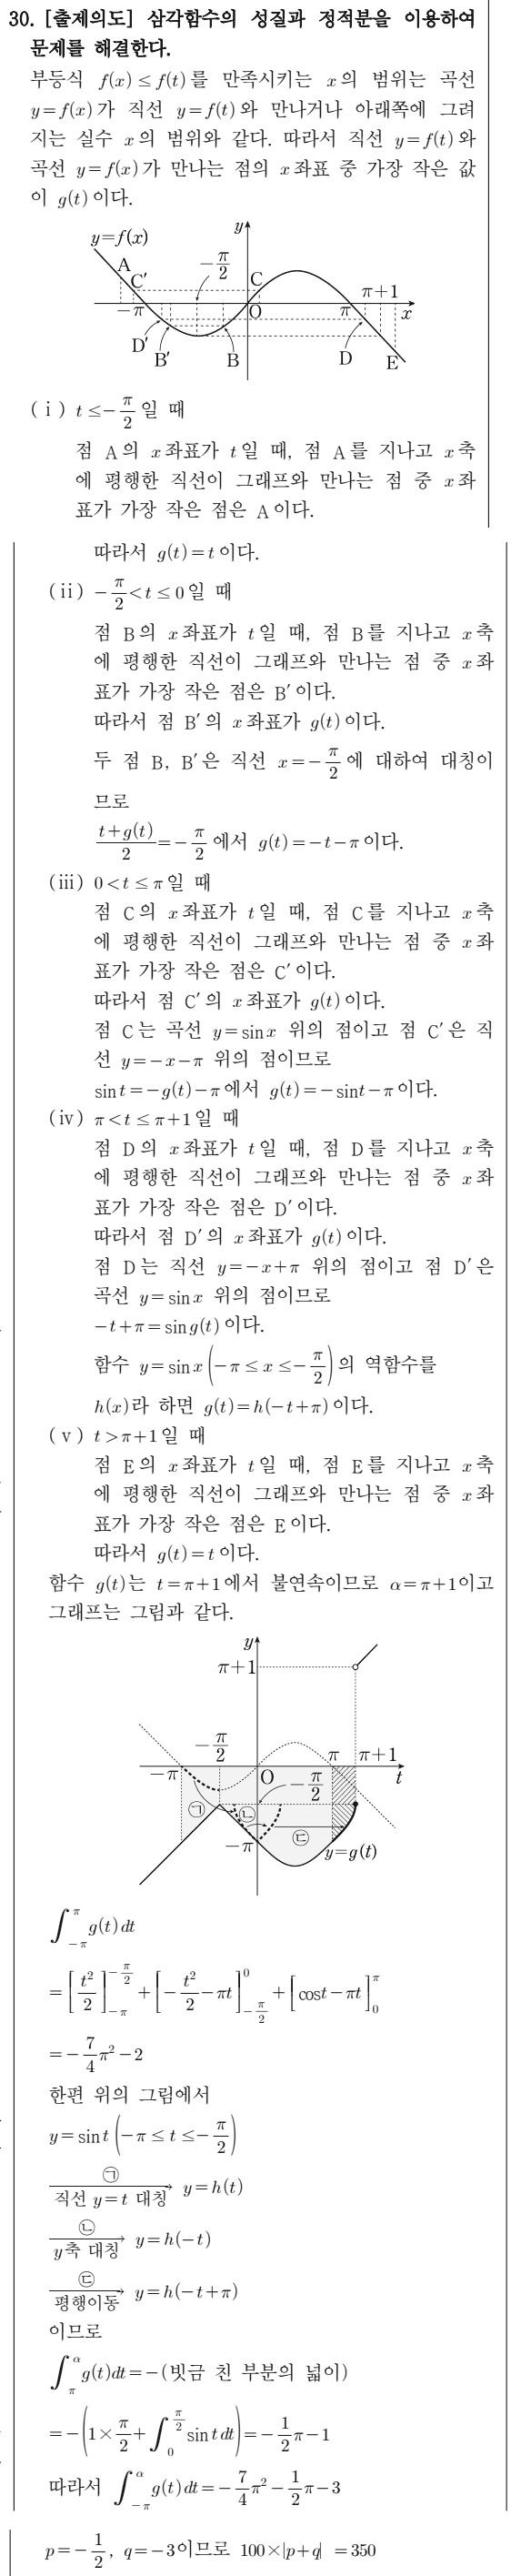 30. [출제의도] 삼각함수의 성질과 정적분을 이용하여
문제를 해결한다.
부등식 f(x) ≤ f(t)를 만족시키는 x의 범위는 곡선
y=f(x)가 직선 y=f(t)와 만나거나 아래쪽에 그려
지는 실수 x의 범위와 같다. 따라서 직선 y=f(t)와
곡선 y=f(x)가 만나는 점의 x좌표 중 가장 작은 값
이 g(t)이다.
y=f(x)
y
A
C′
-π/2
C
π+1
-π
O
π
x
D′
B′
B
D
E
(ⅰ) t ≤ -π/2 일 때
점 A의 x좌표가 t일 때, 점 A를 지나고 x축
에 평행한 직선이 그래프와 만나는 점 중 x좌
표가 가장 작은 점은 A이다.
따라서 g(t)=t이다.
(ⅱ) -π/2 < t ≤ 0일 때
점 B의 x좌표가 t일 때, 점 B를 지나고 x축
에 평행한 직선이 그래프와 만나는 점 중 x좌
표가 가장 작은 점은 B′이다.
따라서 점 B′의 x좌표가 g(t)이다.
두 점 B, B′은 직선 x=-π/2에 대하여 대칭이
므로
(t+g(t))/2 = -π/2 에서 g(t)=-t-π이다.
(ⅲ) 0 < t ≤ π일 때
점 C의 x좌표가 t일 때, 점 C를 지나고 x축
에 평행한 직선이 그래프와 만나는 점 중 x좌
표가 가장 작은 점은 C′이다.
따라서 점 C′의 x좌표가 g(t)이다.
점 C는 곡선 y=sin x 위의 점이고 점 C′은 직
선 y=-x-π 위의 점이므로
sin t=-g(t)-π에서 g(t)=-sin t-π이다.
(ⅳ) π < t ≤ π+1일 때
점 D의 x좌표가 t일 때, 점 D를 지나고 x축
에 평행한 직선이 그래프와 만나는 점 중 x좌
표가 가장 작은 점은 D′이다.
따라서 점 D′의 x좌표가 g(t)이다.
점 D는 직선 y=-x+π 위의 점이고 점 D′은
곡선 y=sin x 위의 점이므로
-t+π=sin g(t)이다.
함수 y=sin x (-π ≤ x ≤ -π/2)의 역함수를
h(x)라 하면 g(t)=h(-t+π)이다.
(ⅴ) t > π+1일 때
점 E의 x좌표가 t일 때, 점 E를 지나고 x축
에 평행한 직선이 그래프와 만나는 점 중 x좌
표가 가장 작은 점은 E이다.
따라서 g(t)=t이다.
함수 g(t)는 t=π+1에서 불연속이므로 α=π+1이고
그래프는 그림과 같다.
y
π+1
-π/2
π
π+1
-π
O
t
-π/2
㉠
㉡
㉢
-π
y=g(t)
∫_{-π}^{π} g(t)dt
= [t²/2]_{-π}^{-π/2} + [-t²/2-πt]_{-π/2}^{0} + [cos t-πt]_{0}^{π}
= -7/4 π²-2
한편 위의 그림에서
y=sin t (-π ≤ t ≤ -π/2)
㉠
직선 y=t 대칭 → y=h(t)
㉡
y축 대칭 → y=h(-t)
㉢
평행이동 → y=h(-t+π)
이므로
∫_{π}^{α} g(t)dt=-(빗금 친 부분의 넓이)
= -(1×π/2+∫_{0}^{π/2} sin t dt) = -1/2 π-1
따라서 ∫_{-π}^{α} g(t)dt=-7/4 π²-1/2 π-3
p=-1/2, q=-3이므로 100×|p+q| =350